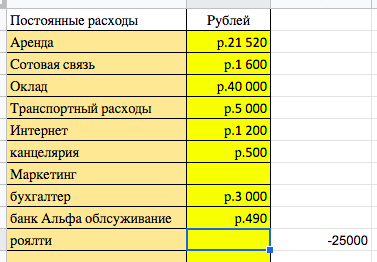 Постоянные расходы Рублей
Аренда р.21 520
Сотовая связь р.1 600
Оклад р.40 000
Транспортный расходы р.5 000
Интернет р.1 200
канцелярия р.500
Маркетинг
бухгалтер р.3 000
банк Альфа облсуживание р.490
роялти -25000